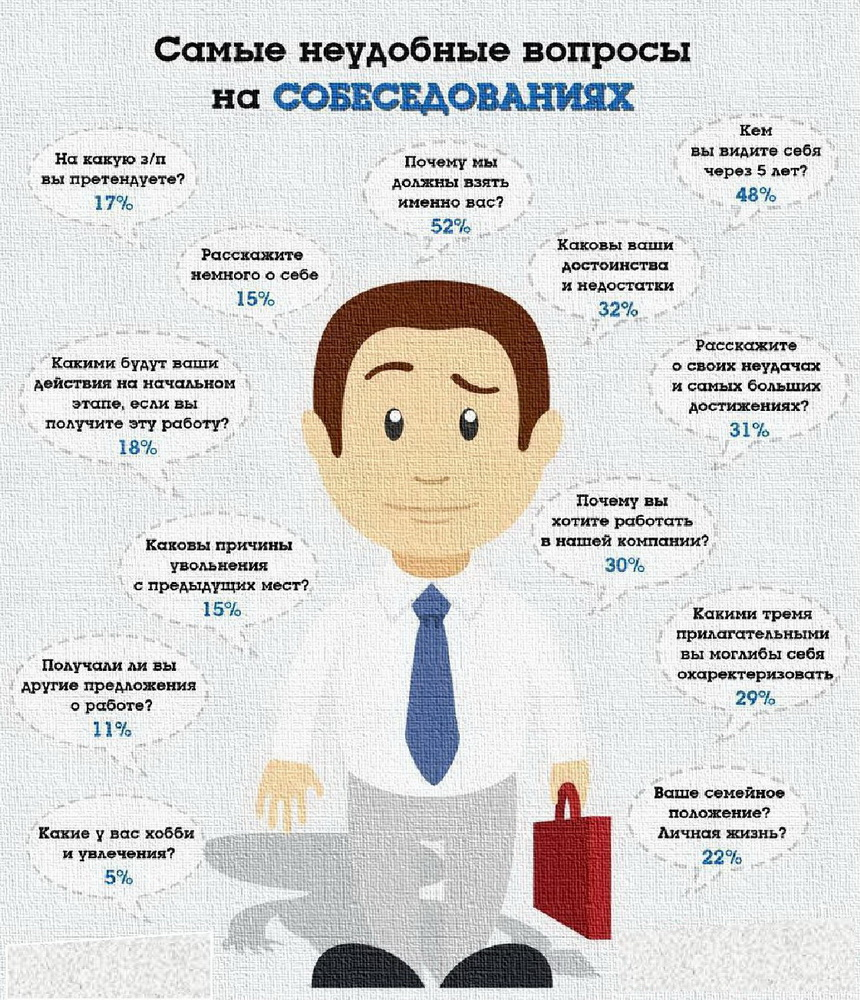 Самые неудобные вопросы
на СОБЕСЕДОВАНИЯХ
На какую з/п
вы претендуете?
17%
Почему мы
должны взять
именно вас?
52%
Кем
вы видите себя
через 5 лет?
48%
Расскажите
немного о себе
15%
Каковы ваши
достоинства
и недостатки
32%
Какими будут ваши
действия на начальном
этапе, если вы
получите эту работу?
18%
Расскажите
о своих неудачах
и самых больших
достижениях?
31%
Почему вы
хотите работать
в нашей компании?
30%
Каковы причины
увольнения
с предыдущих мест?
15%
Какими тремя
прилагательными
вы моглибы себя
охаректеризовать
29%
Получали ли вы
другие предложения
о работе?
11%
Ваше семейное
положение?
Личная жизнь?
22%
Какие у вас хобби
и увлечения?
5%